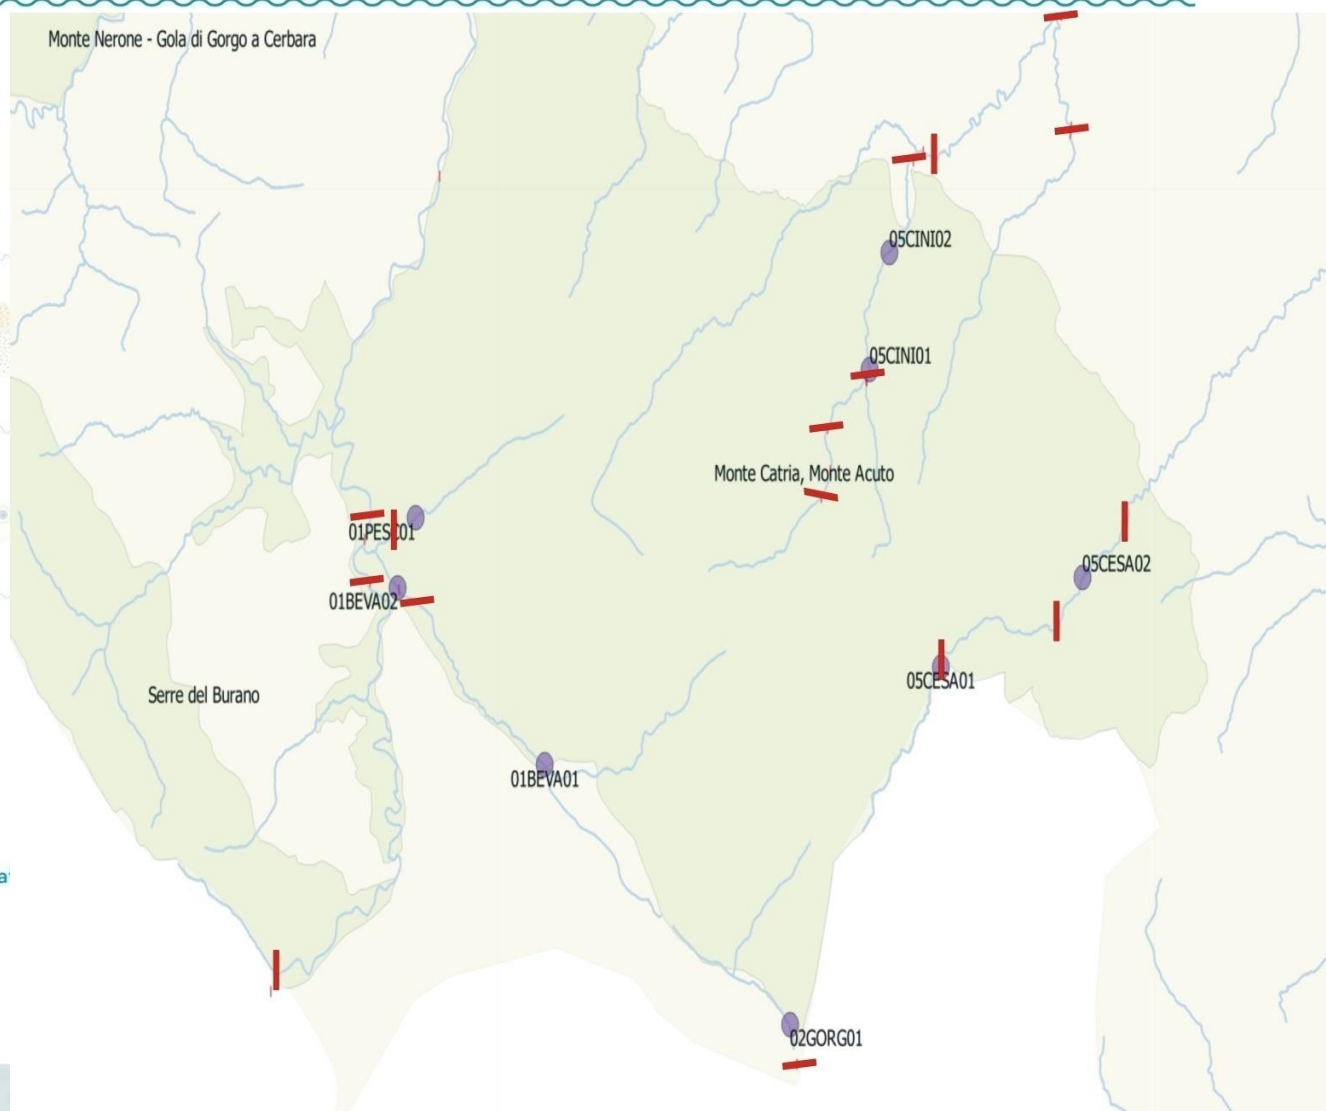 Monte Nerone - Gola di Gorgo a Cerbara
05CINI02
05CINI01
Monte Catria, Monte Acuto
01PESC01
05CESA02
01BEVA02
05CESA01
Serre del Burano
01BEVA01
02GORG01